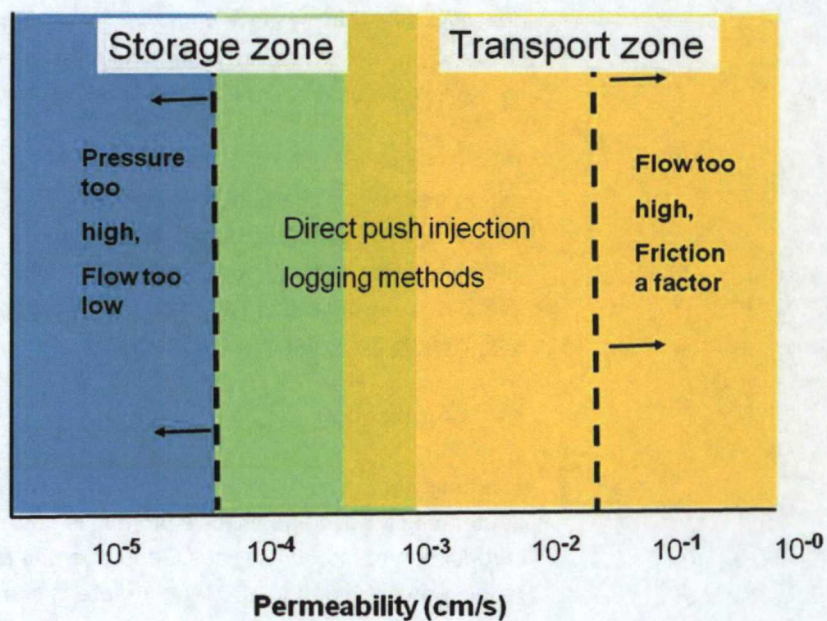 Storage zone
Transport zone
Pressure
too
high,
Flow too
low
Direct push injection
logging methods
Flow too
high,
Friction
a factor
10⁻⁵ 10⁻⁴ 10⁻³ 10⁻² 10⁻¹ 10⁻⁰
Permeability (cm/s)